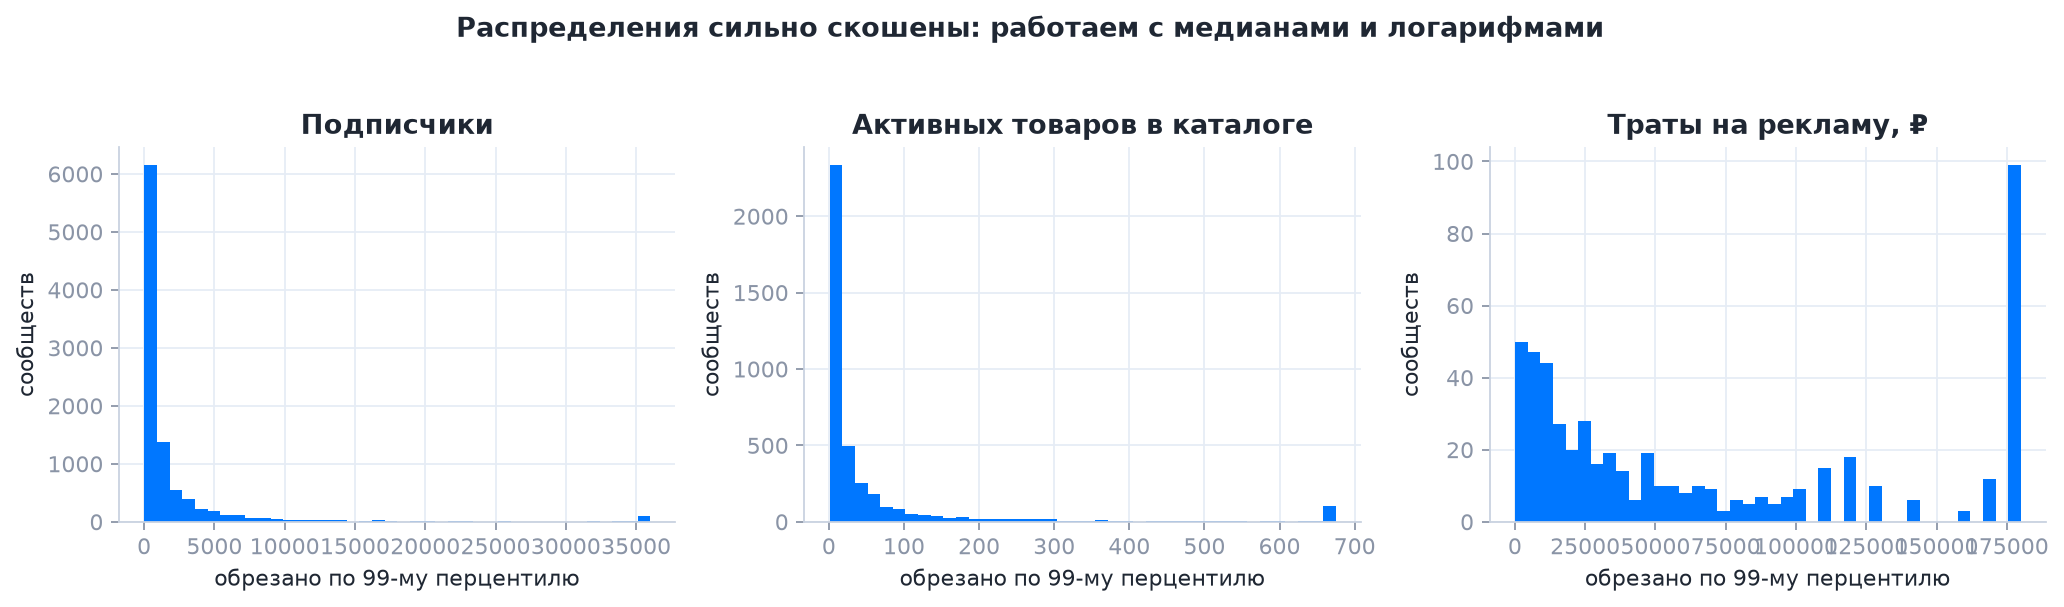 Распределения сильно скошены: работаем с медианами и логарифмами
Подписчики
сообществ
6000
5000
4000
3000
2000
1000
0
0 5000 10000 15000 20000 25000 30000 35000
обрезано по 99-му перцентилю
Активных товаров в каталоге
сообществ
2000
1500
1000
500
0
0 100 200 300 400 500 600 700
обрезано по 99-му перцентилю
Траты на рекламу, ₽
сообществ
100
80
60
40
20
0
0 25000 50000 75000 100000 125000 150000 175000
обрезано по 99-му перцентилю